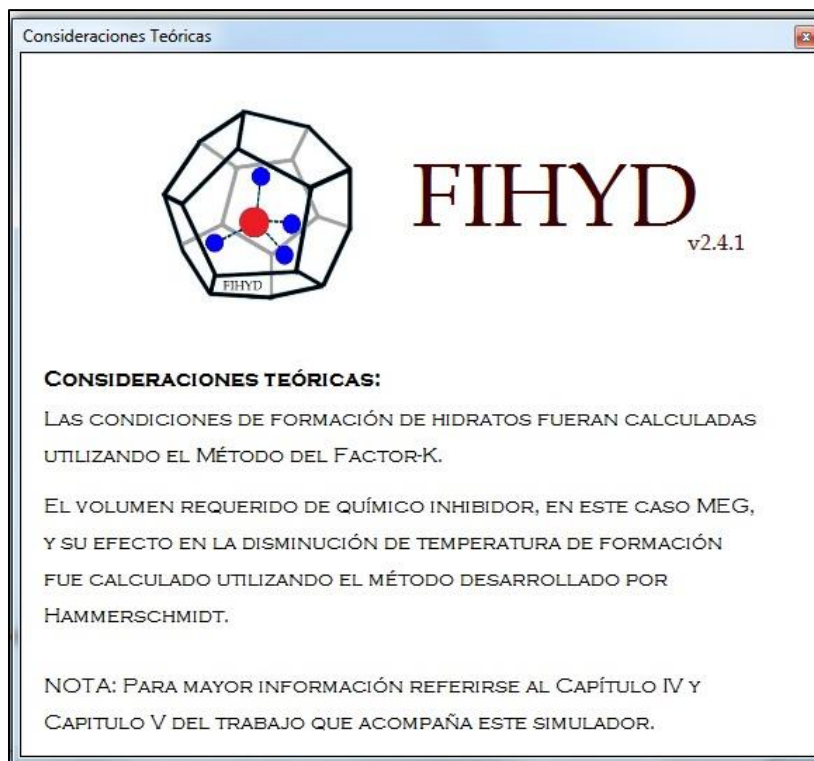 Consideraciones Teóricas
x
FIHYD
v2.4.1
FIHYD
CONSIDERACIONES TEÓRICAS:
LAS CONDICIONES DE FORMACIÓN DE HIDRATOS FUERAN CALCULADAS
UTILIZANDO EL MÉTODO DEL FACTOR-K.
EL VOLUMEN REQUERIDO DE QUÍMICO INHIBIDOR, EN ESTE CASO MEG,
Y SU EFECTO EN LA DISMINUCIÓN DE TEMPERATURA DE FORMACIÓN
FUE CALCULADO UTILIZANDO EL MÉTODO DESARROLLADO POR
HAMMERSCHMIDT.
NOTA: PARA MAYOR INFORMACIÓN REFERIRSE AL CAPÍTULO IV Y
CAPITULO V DEL TRABAJO QUE ACOMPAÑA ESTE SIMULADOR.